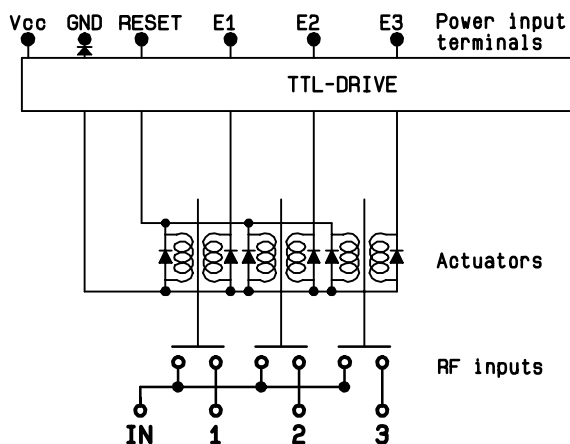 Vcc GND RESET E1 E2 E3 Power input
terminals
TTL-DRIVE
Actuators
RF inputs
IN 1 2 3